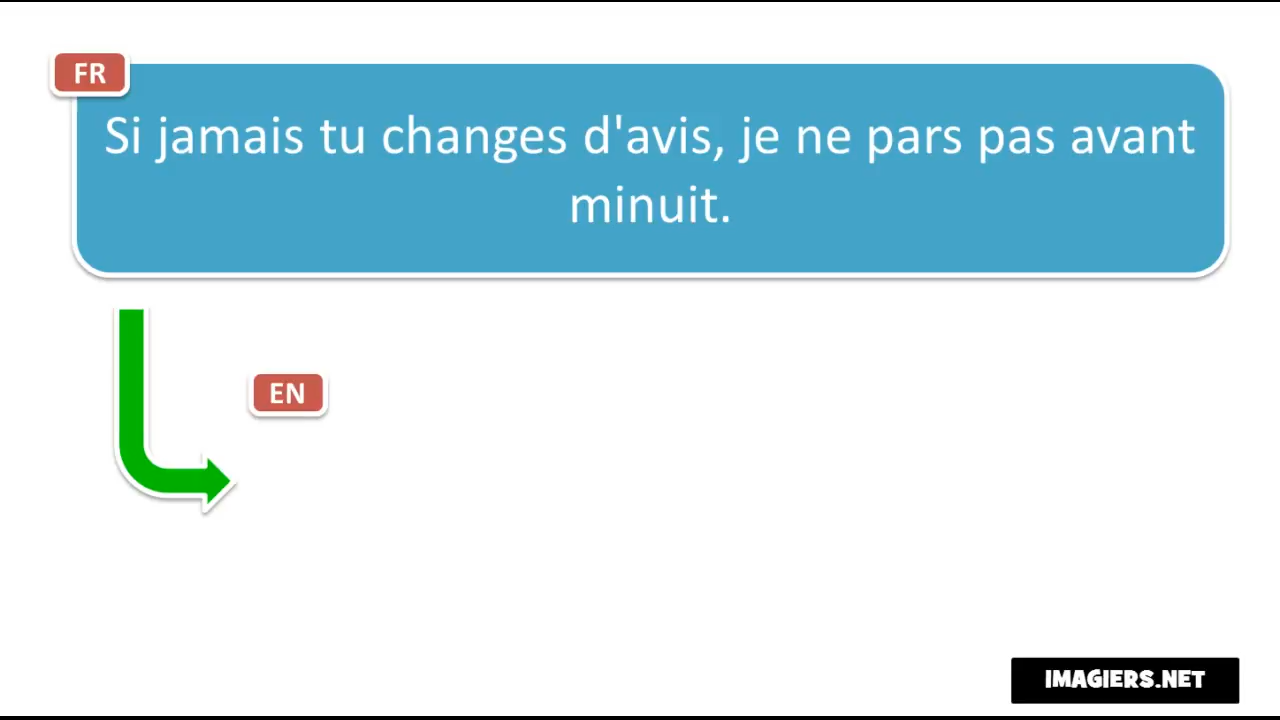 FR
Si jamais tu changes d'avis, je ne pars pas avant
minuit.
EN
IMAGIERS.NET